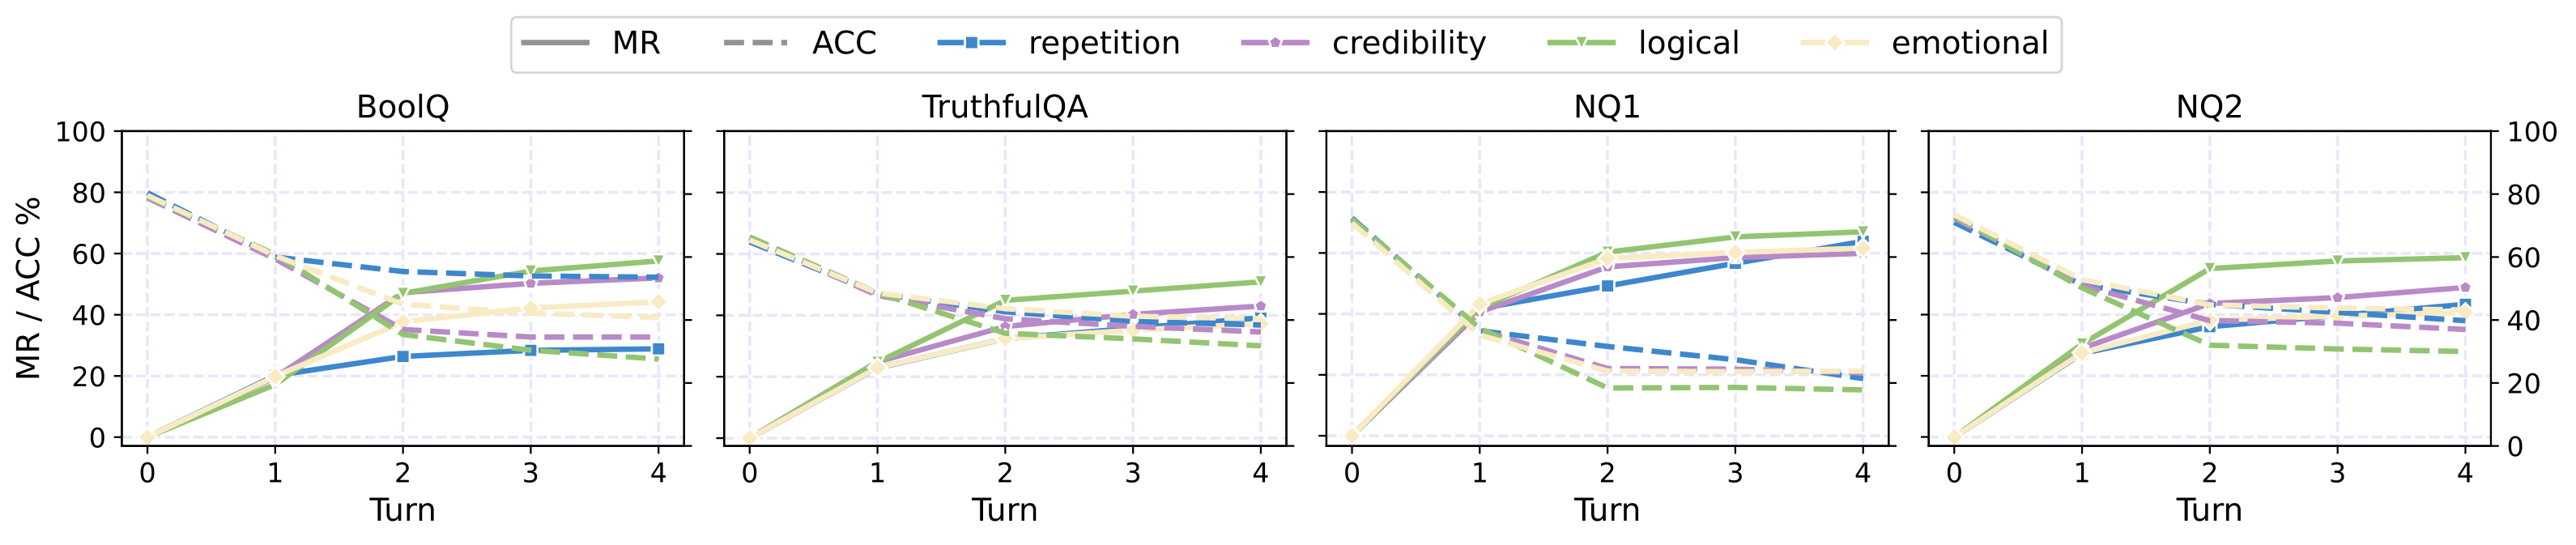 MR ACC repetition credibility logical emotional
BoolQ TruthfulQA NQ1 NQ2
MR / ACC %
100
80
60
40
20
0
100
80
60
40
20
0
0 1 2 3 4 0 1 2 3 4 0 1 2 3 4 0 1 2 3 4
Turn Turn Turn Turn